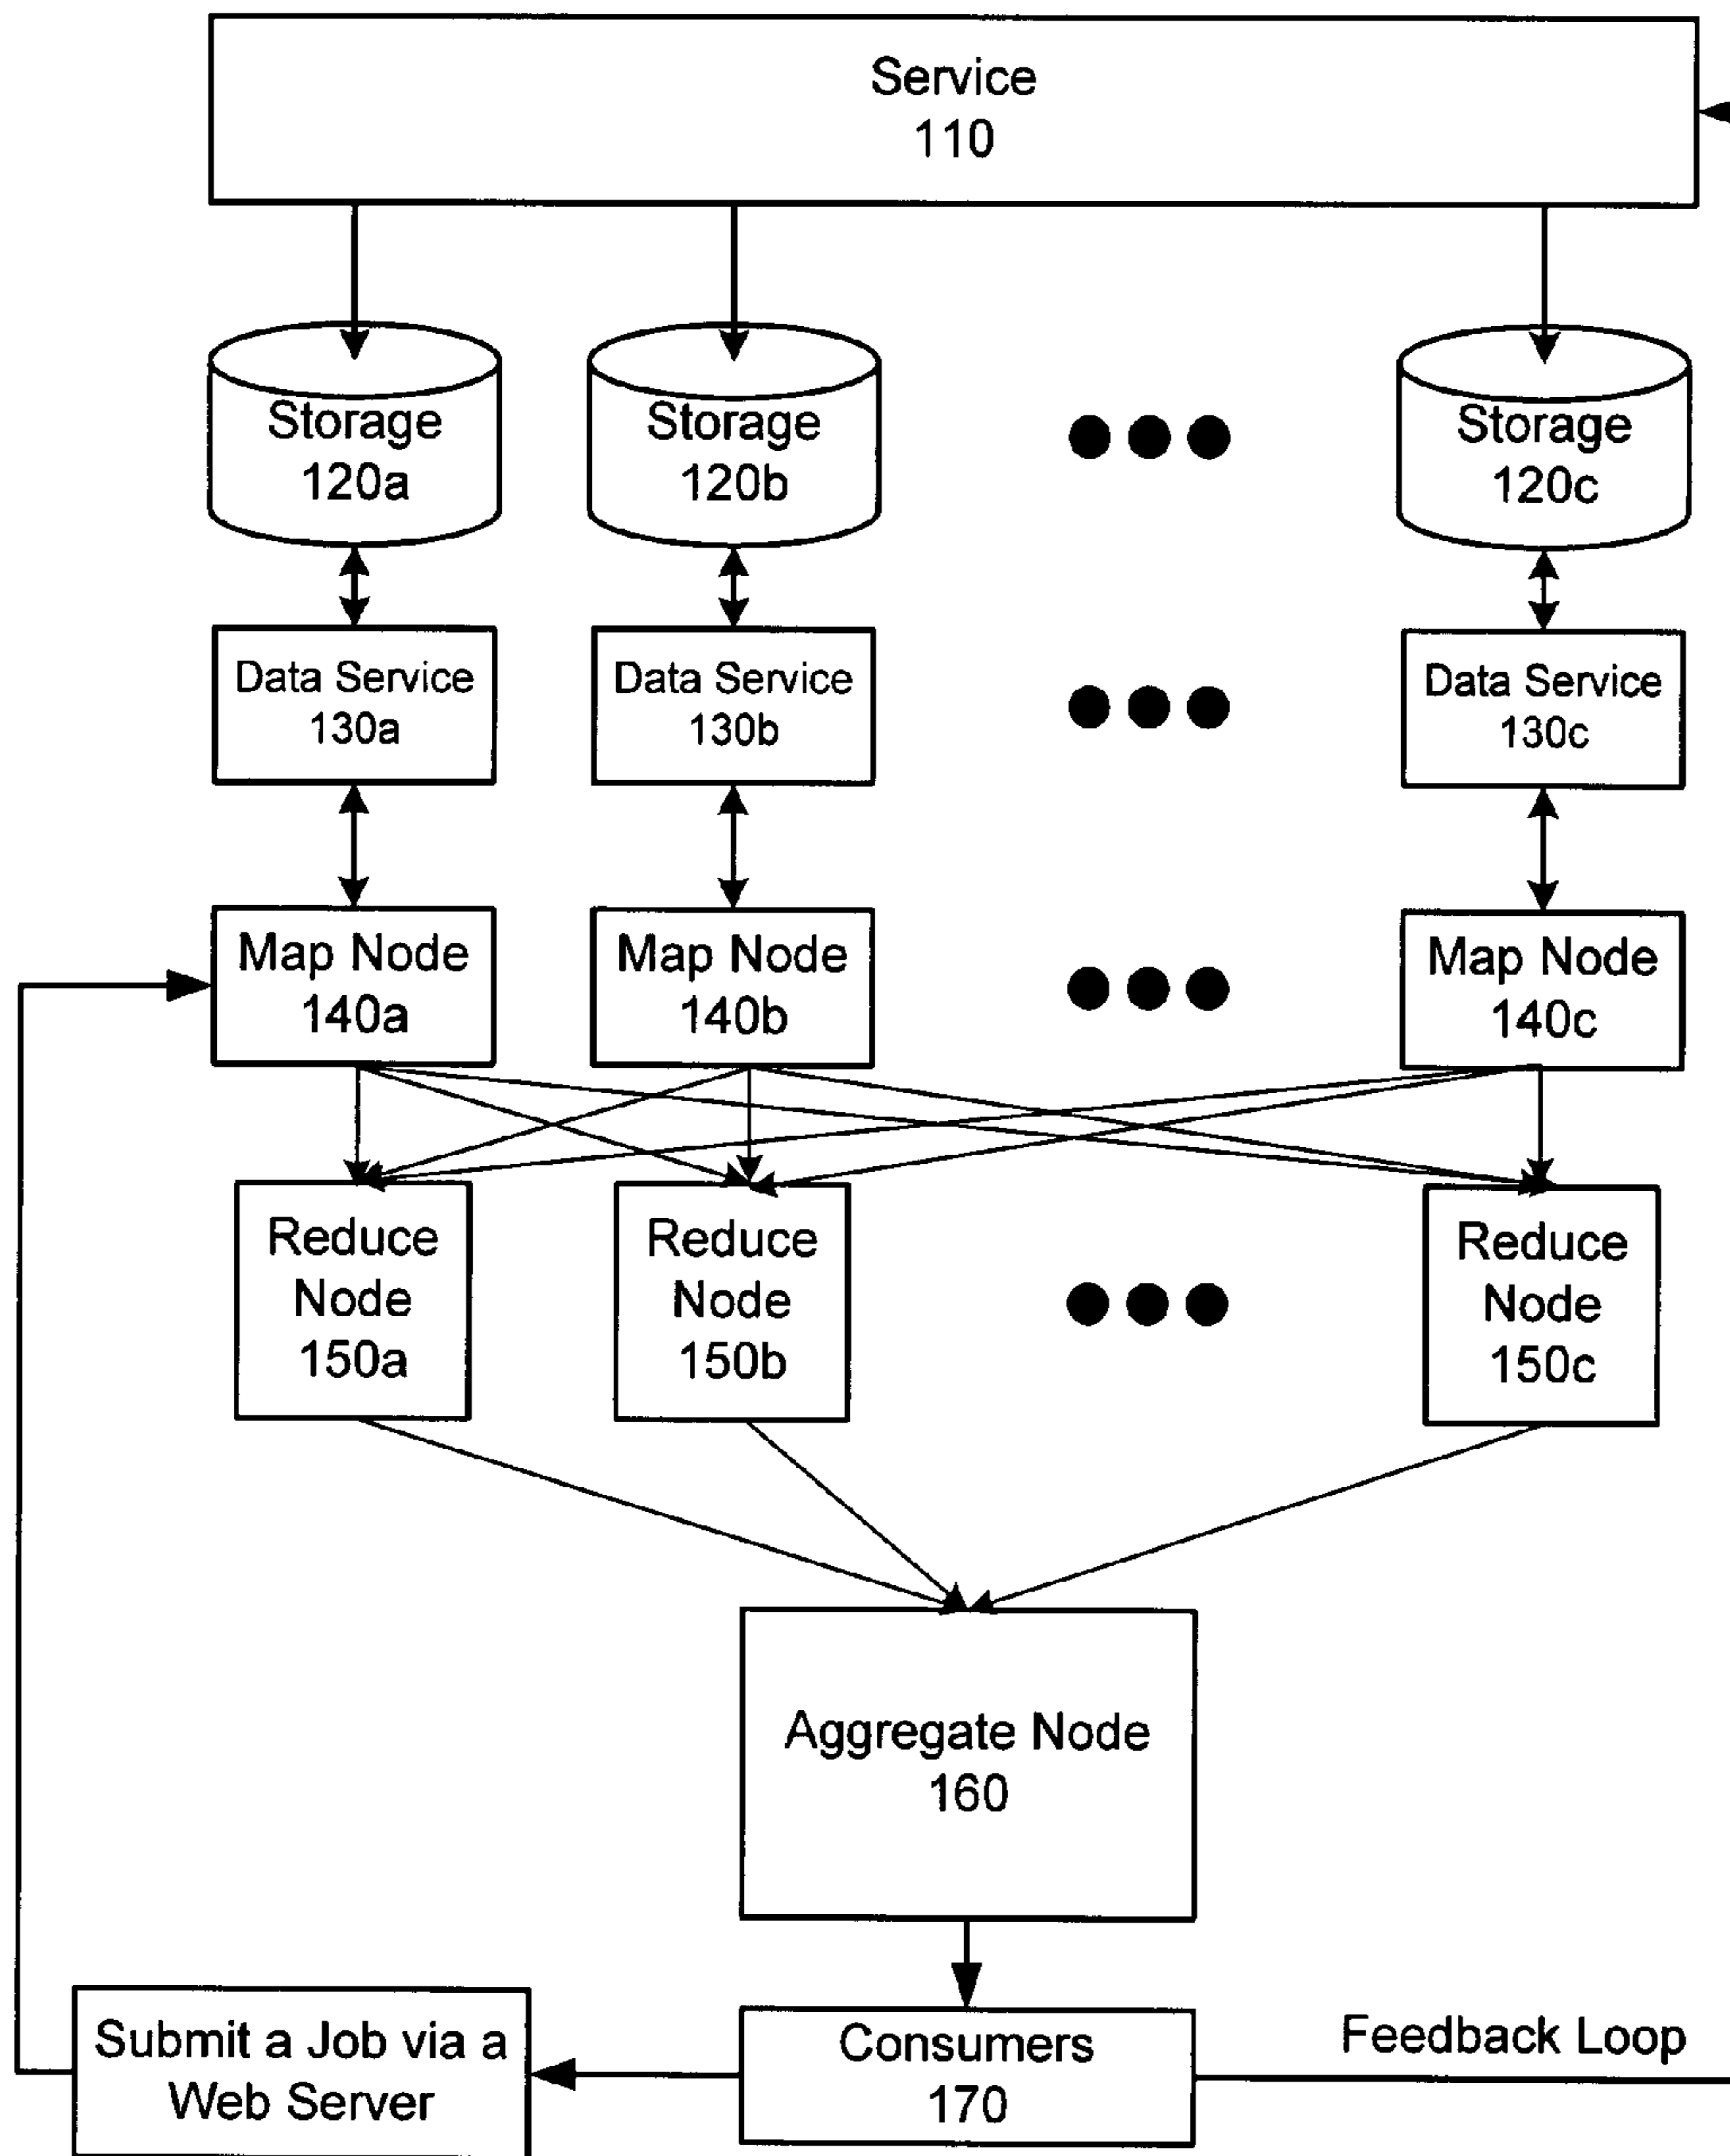 Service
110
Storage
120a
Storage
120b
Storage
120c
Data Service
130a
Data Service
130b
Data Service
130c
Map Node
140a
Map Node
140b
Map Node
140c
Reduce
Node
150a
Reduce
Node
150b
Reduce
Node
150c
Aggregate Node
160
Submit a Job via a
Web Server
Consumers
170
Feedback Loop